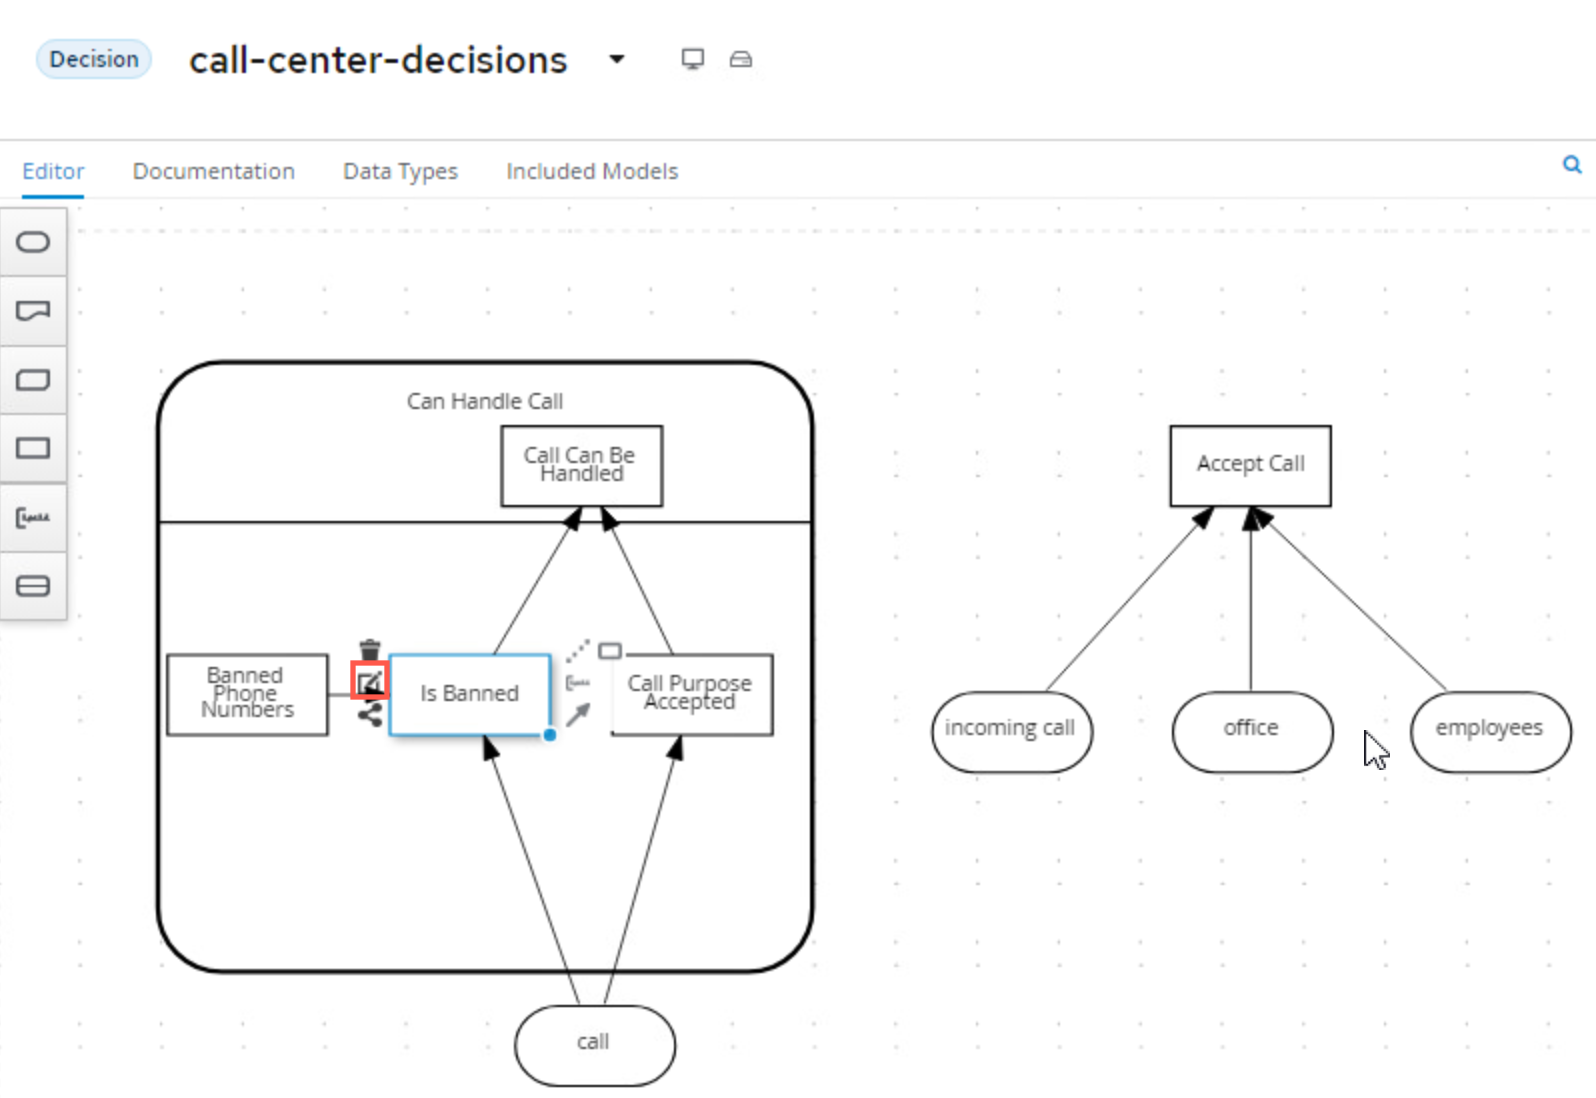 Decision call-center-decisions
Editor Documentation Data Types Included Models
Can Handle Call
Call Can Be
Handled
Accept Call
Banned
Phone
Numbers
Is Banned
Call Purpose
Accepted
incoming call
office
employees
call